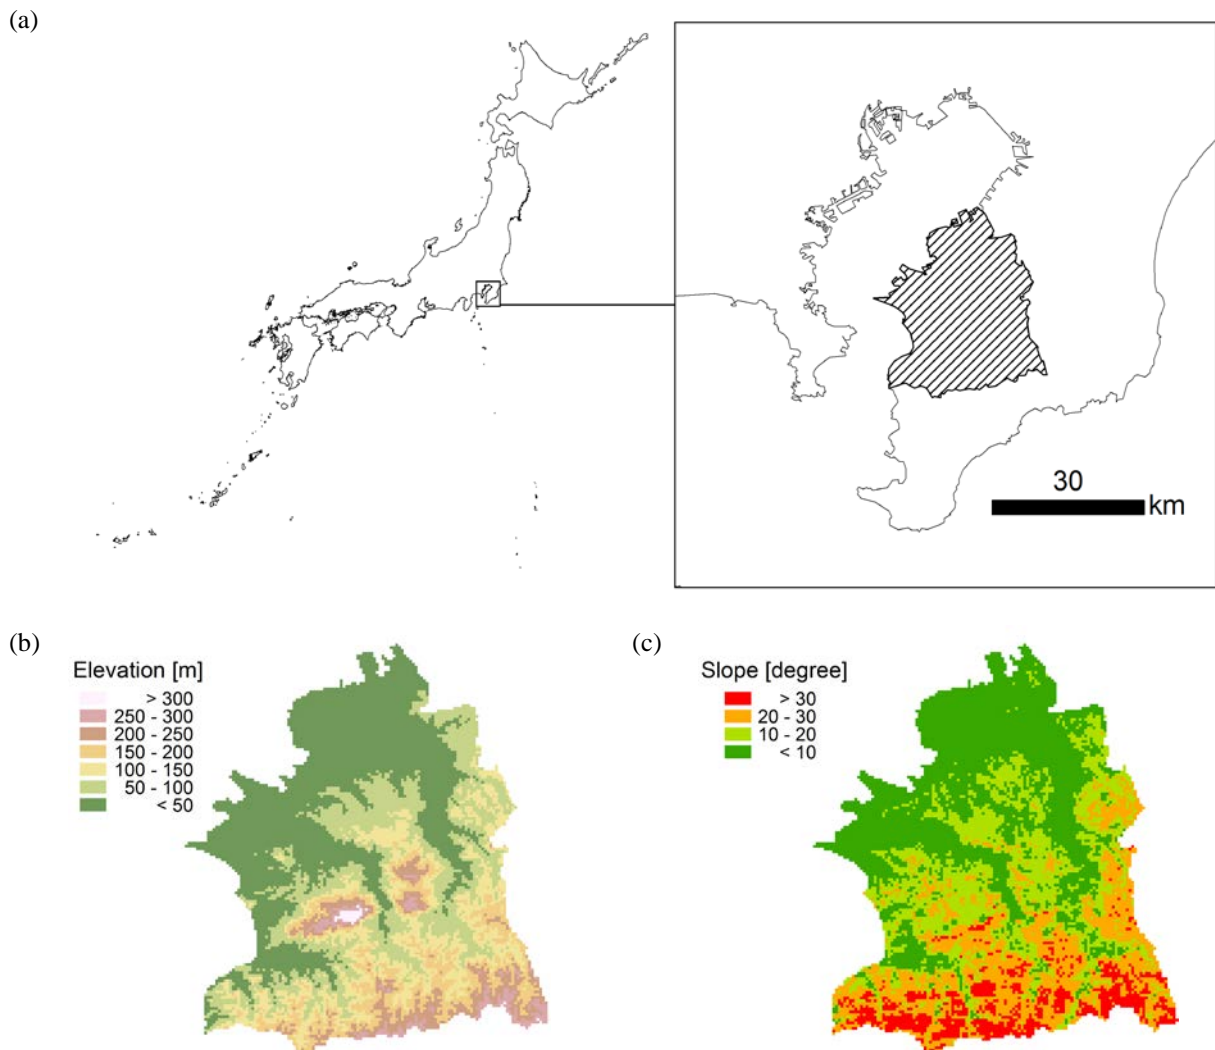 (a)
30
km
(b)
Elevation [m]
> 300
250 - 300
200 - 250
150 - 200
100 - 150
50 - 100
< 50
(c)
Slope [degree]
> 30
20 - 30
10 - 20
< 10